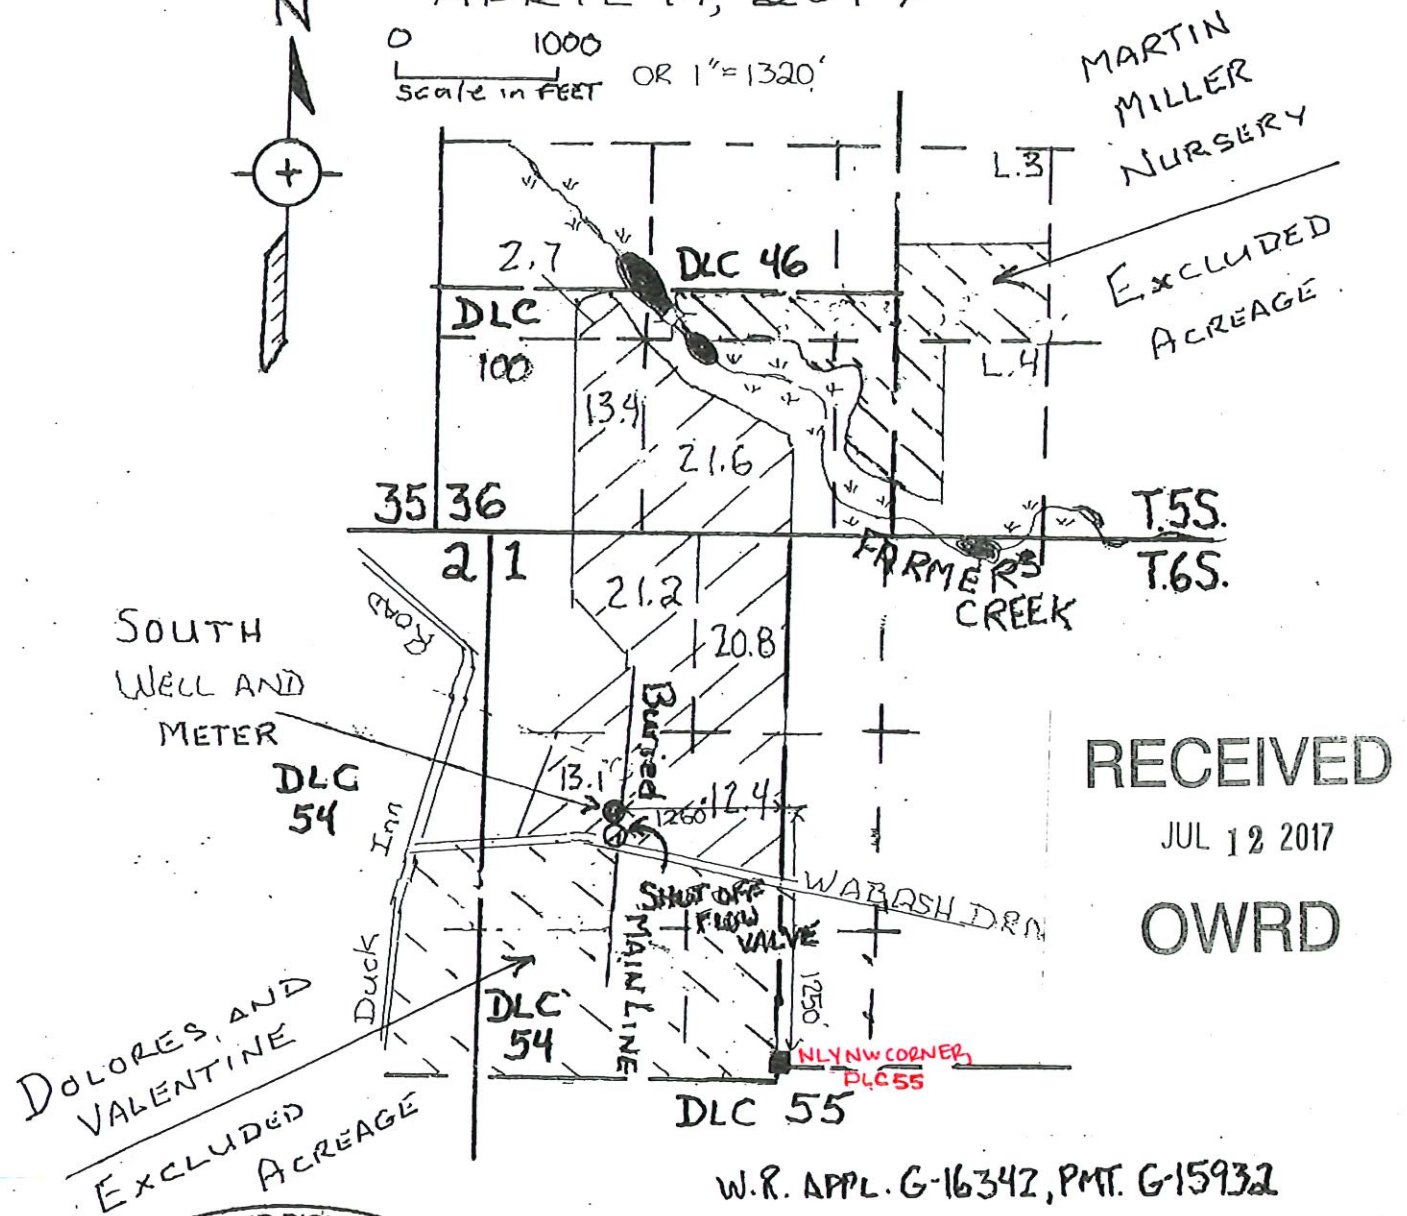 N
0 1000
scale in FEET
OR 1"=1320'
MARTIN
MILLER
NURSERY
EXCLUDED
ACREAGE
L.3
2.7
DLC 46
DLC
100
L.4
13.4
21.6
35 36
T.5S.
2 1
T.6S.
FARMERS
CREEK
21.2
20.8
ROAD
SOUTH
WELL AND
METER
Buried
DLC
54
13.1
12.4
1260'
Inn
RECEIVED
JUL 12 2017
OWRD
SHUT OFF
FLOW
VALVE
WABASH DR
MAINLINE
Duck
1250'
DLC
54
DOLORES, AND
VALENTINE
EXCLUDED
ACREAGE
NLY NW CORNER
DLC 55
DLC 55
W.R. APPL. G-16342, PMT. G-15932